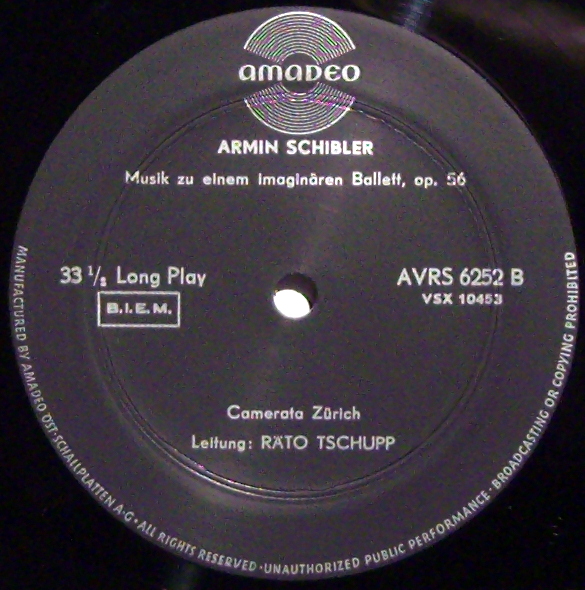 amadeo
ARMIN SCHIBLER
Musik zu einem imaginären Ballett, op. 56
33 1/3 Long Play
B.I.E.M.
AVRS 6252 B
VSX 10453
Camerata Zürich
Leitung: RÄTO TSCHUPP
MANUFACTURED BY AMADEO ÖST. SCHALLPLATTEN A.G. · ALL RIGHTS RESERVED · UNAUTHORIZED PUBLIC PERFORMANCE · BROADCASTING OR COPYING PROHIBITED